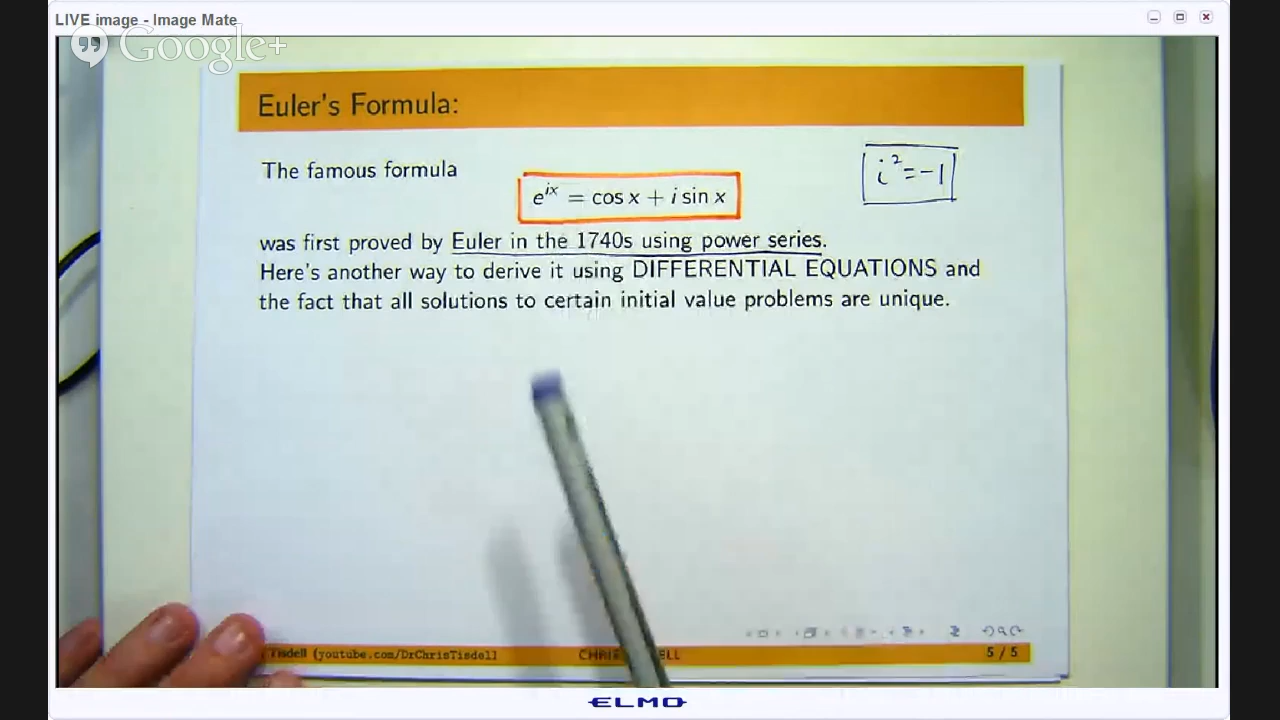 LIVE image - Image Mate
Google+
Euler's Formula:
The famous formula
i² = -1
e^{ix} = cos x + i sin x
was first proved by Euler in the 1740s using power series.
Here's another way to derive it using DIFFERENTIAL EQUATIONS and
the fact that all solutions to certain initial value problems are unique.
Tisdell (youtube.com/DrChrisTisdell
5 / 5
ELMO